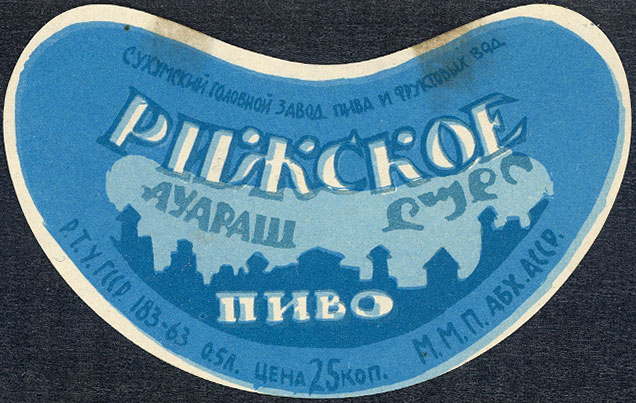 СУХУМСКИЙ ГОЛОВНОЙ ЗАВОД ПИВА И ФРУКТОВЫХ ВОД
РИЖСКОЕ
АУАРАШ ლუდი
ПИВО
Р.Т.У. ГССР 183-63 0.5Л. ЦЕНА 25 КОП. М.М.П. АБХ. АССР.